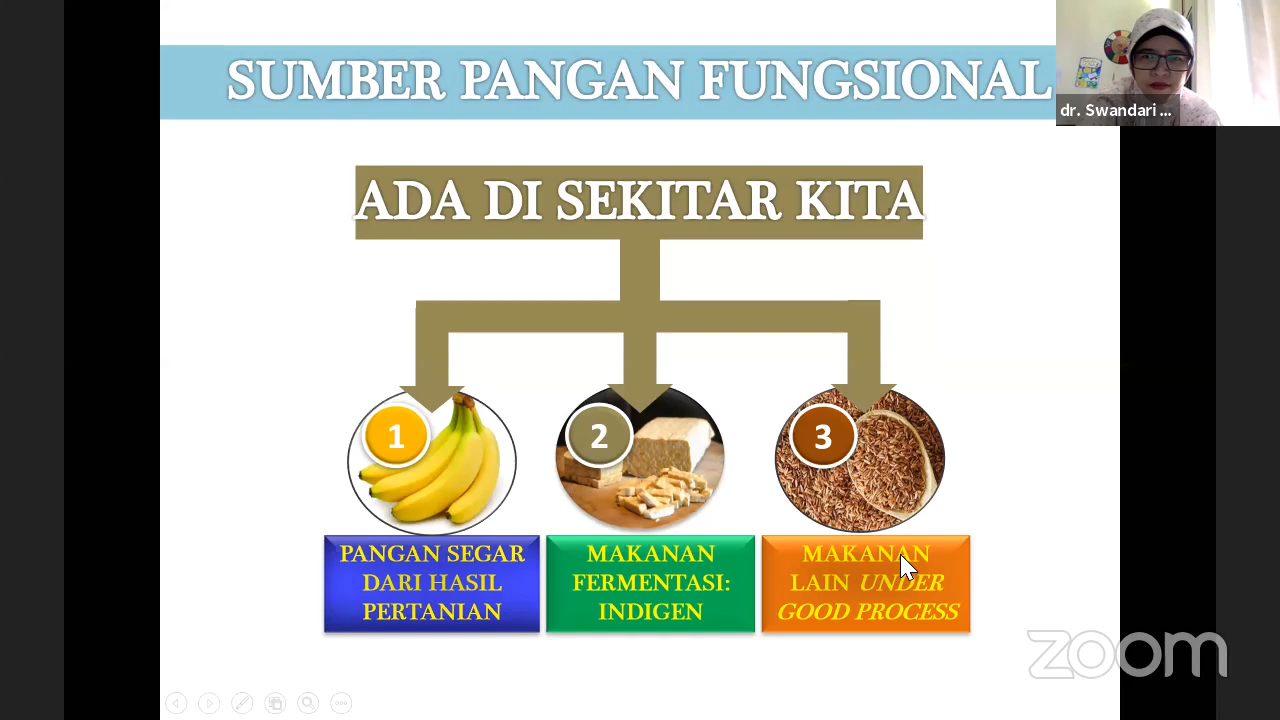 SUMBER PANGAN FUNGSIONAL
dr. Swandari ...
ADA DI SEKITAR KITA
1
2
3
PANGAN SEGAR
DARI HASIL
PERTANIAN
MAKANAN
FERMENTASI:
INDIGEN
MAKANAN
LAIN UNDER
GOOD PROCESS
zoom